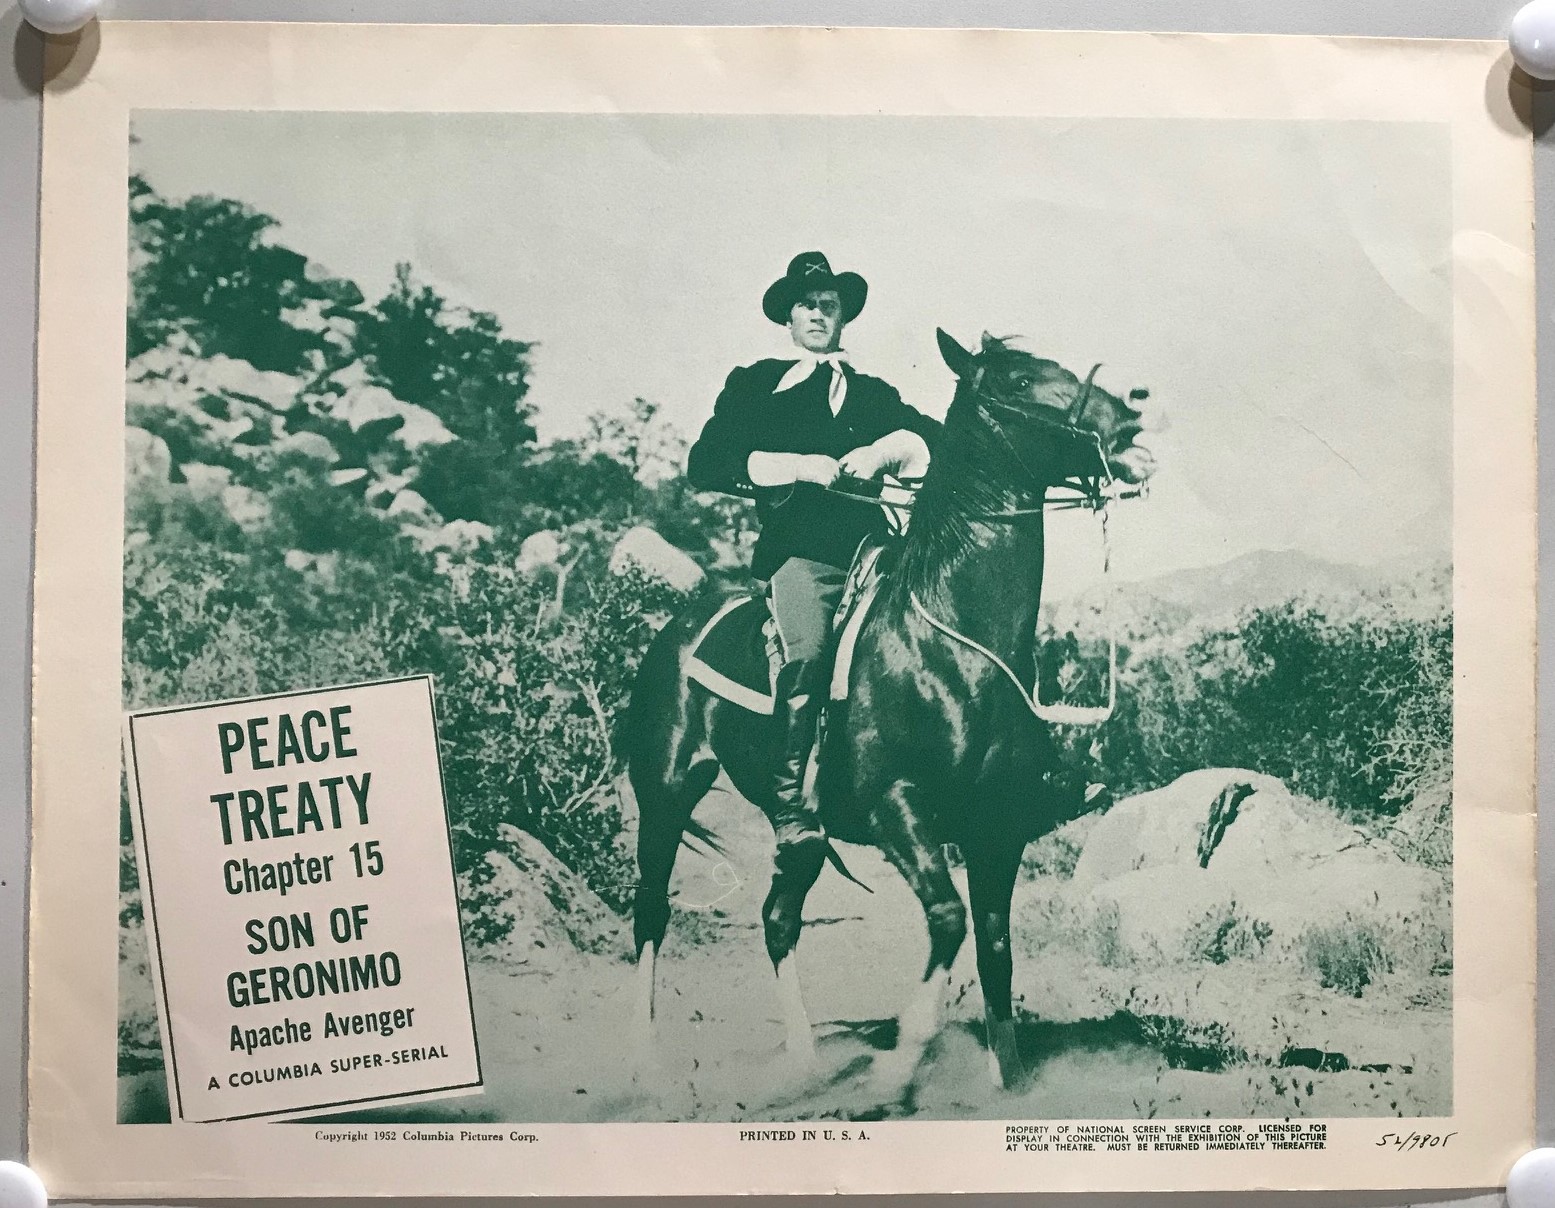 PEACE
TREATY
Chapter 15
SON OF
GERONIMO
Apache Avenger
A COLUMBIA SUPER-SERIAL
Copyright 1952 Columbia Pictures Corp.
PRINTED IN U. S. A.
PROPERTY OF NATIONAL SCREEN SERVICE CORP. LICENSED FOR
DISPLAY IN CONNECTION WITH THE EXHIBITION OF THIS PICTURE
AT YOUR THEATRE. MUST BE RETURNED IMMEDIATELY THEREAFTER.
52/9805